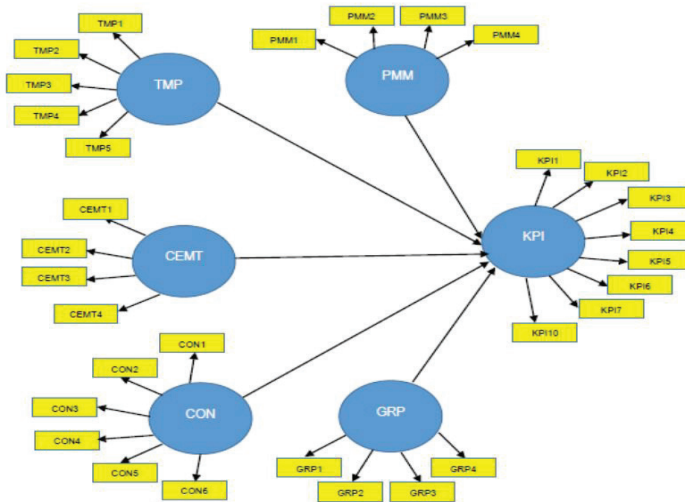 TMP1
TMP2
TMP3
TMP4
TMP5
TMP
PMM1
PMM2
PMM3
PMM4
PMM
CEMT1
CEMT2
CEMT3
CEMT4
CEMT
KPI1
KPI2
KPI3
KPI4
KPI5
KPI6
KPI7
KPI10
KPI
CON1
CON2
CON3
CON4
CON5
CON6
CON
GRP
GRP1
GRP2
GRP3
GRP4